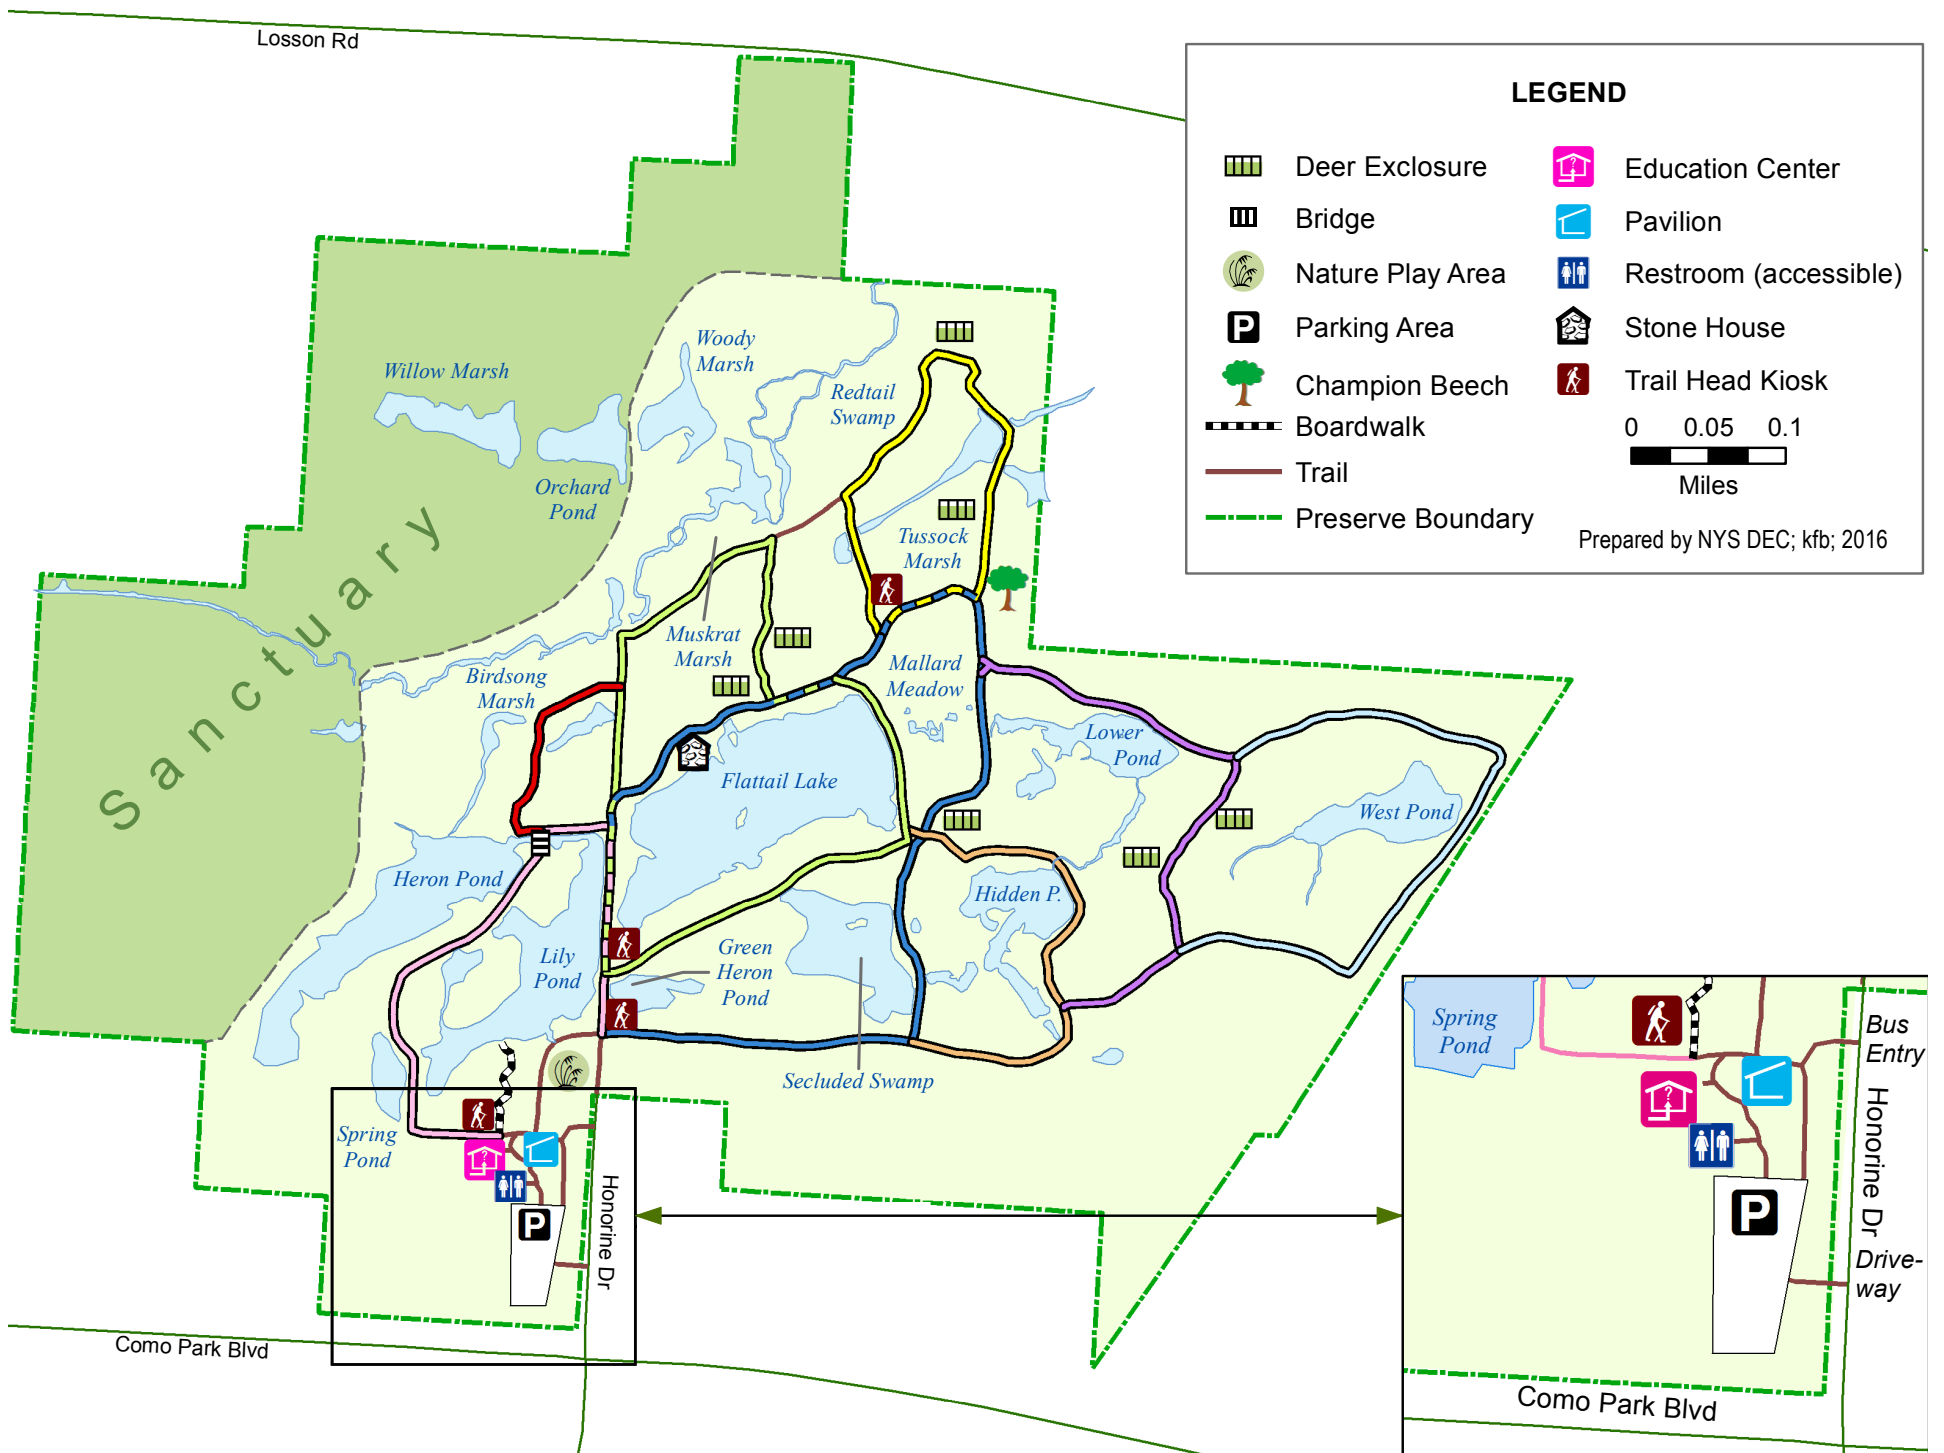 Losson Rd
LEGEND
Deer Exclosure
Bridge
Nature Play Area
P
Parking Area
Champion Beech
Boardwalk
Trail
Preserve Boundary
?
Education Center
Pavilion
Restroom (accessible)
Stone House
Trail Head Kiosk
0 0.05 0.1
Miles
Prepared by NYS DEC; kfb; 2016
Woody
Marsh
Willow Marsh
Redtail
Swamp
Orchard
Pond
Sanctuary
Tussock
Marsh
Muskrat
Marsh
Mallard
Meadow
Birdsong
Marsh
Lower
Pond
Flattail Lake
West Pond
Heron Pond
Hidden P.
Lily
Pond
Green
Heron
Pond
Secluded Swamp
Spring
Pond
?
P
Honorine Dr
Como Park Blvd
Spring
Pond
?
P
Bus
Entry
Honorine Dr
Drive-
way
Como Park Blvd